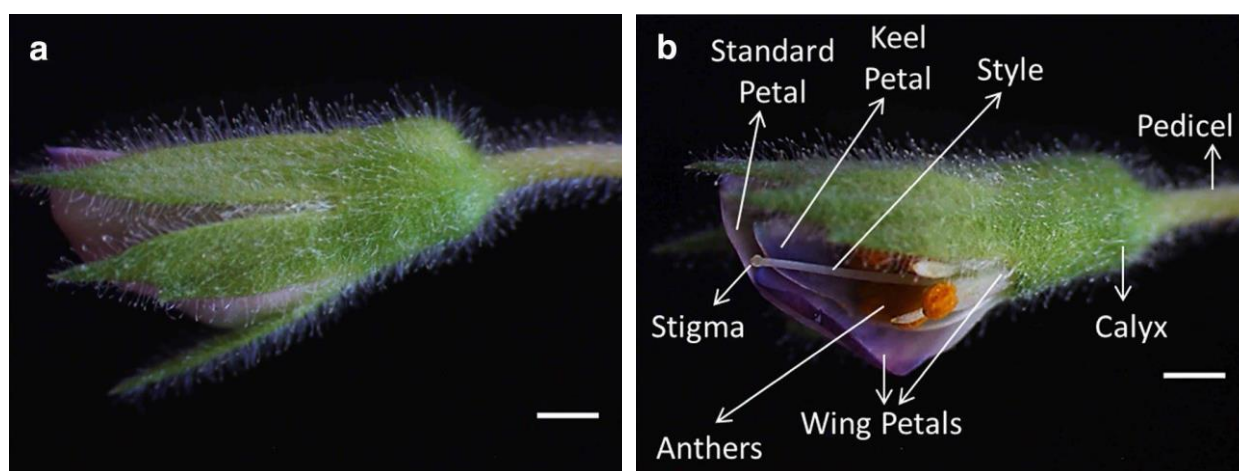 a
b
Standard
Petal
Keel
Petal
Style
Pedicel
Stigma
Calyx
Wing Petals
Anthers